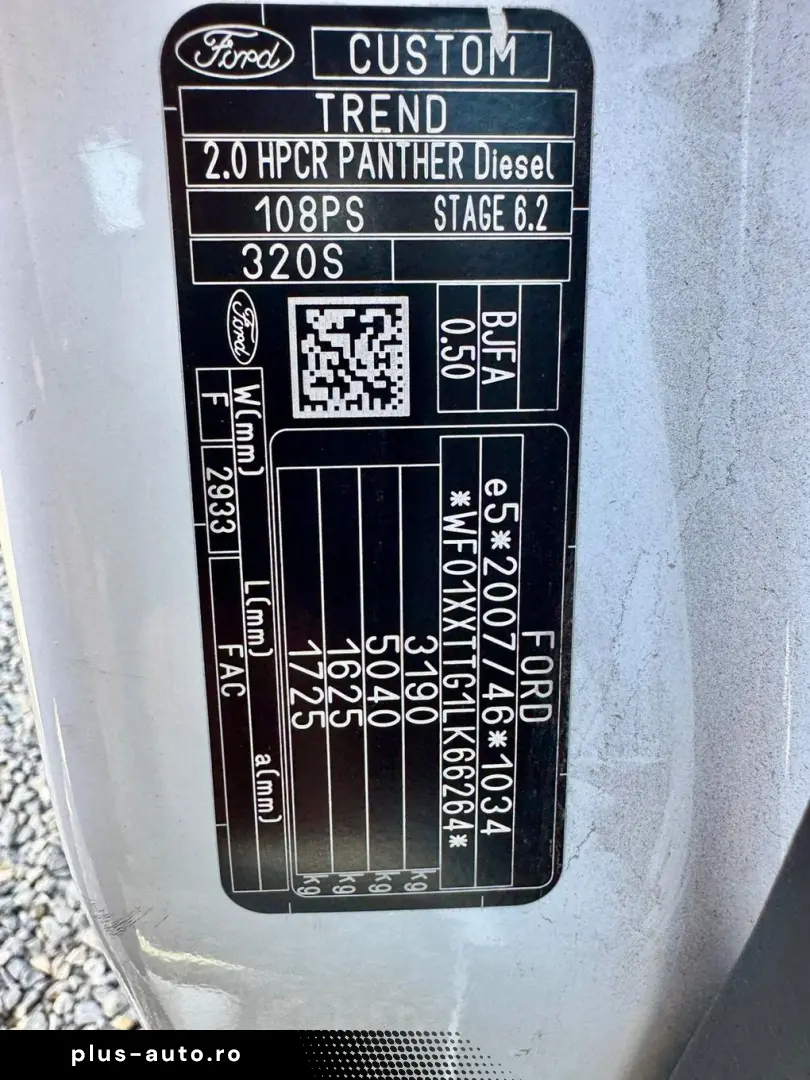 Ford
CUSTOM
TREND
2.0 HPCR PANTHER Diesel
108PS STAGE 6.2
320S
Ford
BJFA
0.50
FORD
e5*2007/46*1034
*WF01XXTTG1LK66264*
3190 kg
5040 kg
1625 kg
1725 kg
W(mm) L(mm) a(mm)
F 2933 FAC
plus-auto.ro